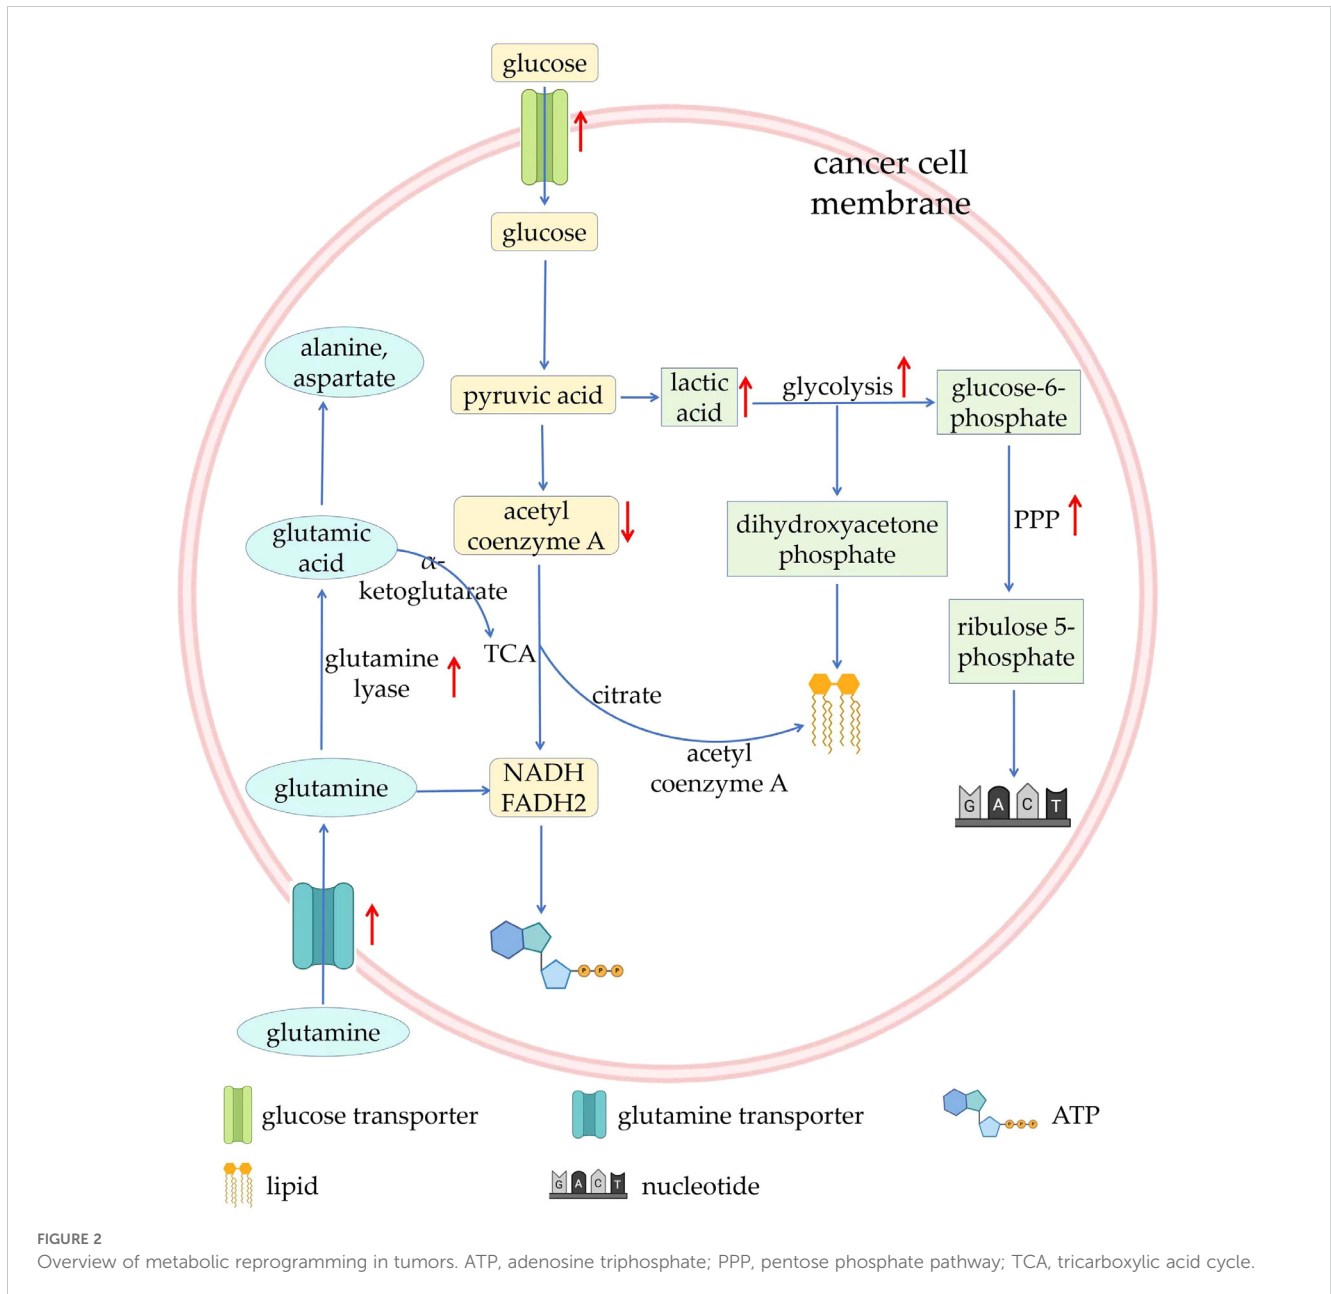 glucose
cancer cell
membrane
glucose
alanine,
aspartate
pyruvic acid
lactic
acid
glycolysis
glucose-6-
phosphate
acetyl
coenzyme A
dihydroxyacetone
phosphate
PPP
glutamic
acid
α-
ketoglutarate
ribulose 5-
phosphate
TCA
glutamine
lyase
citrate
acetyl
coenzyme A
glutamine
NADH
FADH2
G A C T
P P P
glutamine
glucose transporter
glutamine transporter
P P P
ATP
lipid
G A C T
nucleotide
FIGURE 2
Overview of metabolic reprogramming in tumors. ATP, adenosine triphosphate; PPP, pentose phosphate pathway; TCA, tricarboxylic acid cycle.